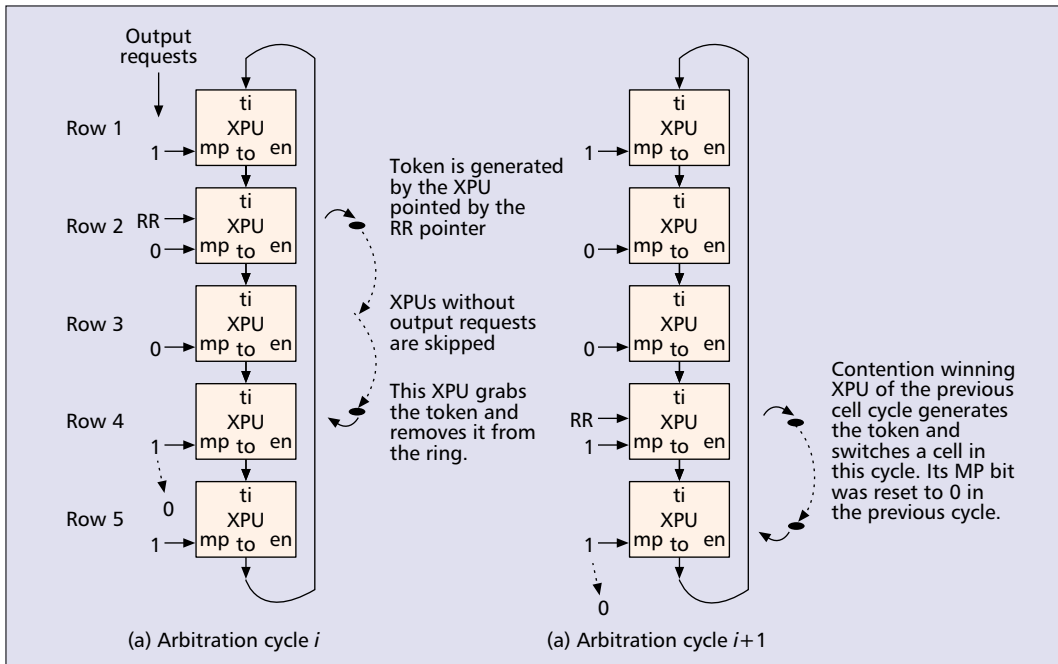 Output
requests
Row 1
1
ti
XPU
mp to en
Row 2
RR
0
ti
XPU
mp to en
Row 3
0
ti
XPU
mp to en
Row 4
1
0
ti
XPU
mp to en
Row 5
1
ti
XPU
mp to en
Token is generated
by the XPU
pointed by the
RR pointer
XPUs without
output requests
are skipped
This XPU grabs
the token and
removes it from
the ring.
(a) Arbitration cycle i
1
ti
XPU
mp to en
0
ti
XPU
mp to en
0
ti
XPU
mp to en
RR
1
ti
XPU
mp to en
1
0
ti
XPU
mp to en
Contention winning
XPU of the previous
cell cycle generates
the token and
switches a cell in
this cycle. Its MP bit
was reset to 0 in
the previous cycle.
(a) Arbitration cycle i+1